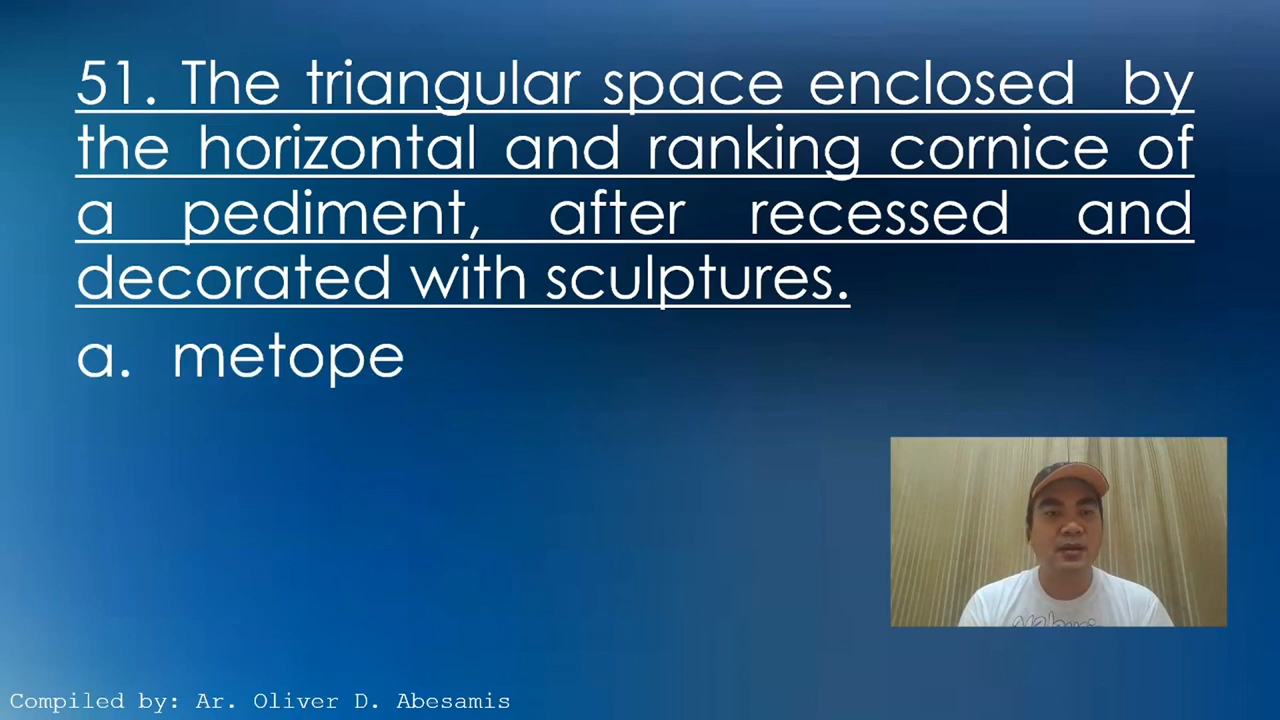 51. The triangular space enclosed by
the horizontal and ranking cornice of
a pediment, after recessed and
decorated with sculptures.
a. metope
Compiled by: Ar. Oliver D. Abesamis